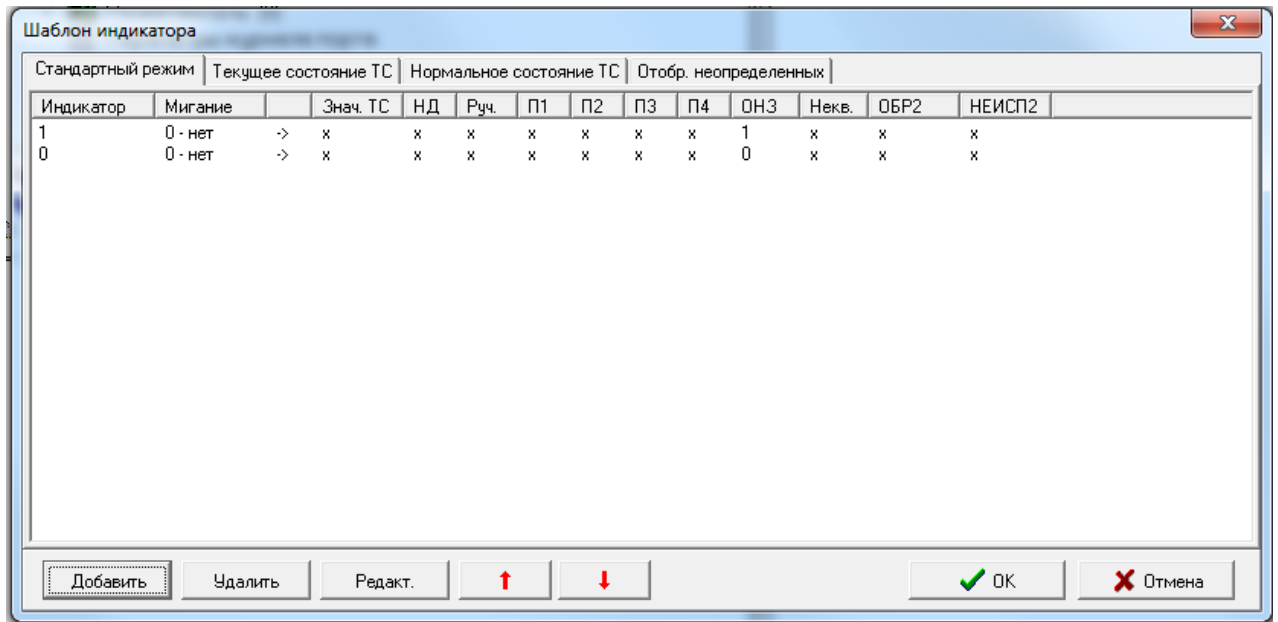 Шаблон индикатора
Стандартный режим Текущее состояние ТС Нормальное состояние ТС Отобр. неопределенных
Индикатор Мигание Знач. ТС НД Руч. П1 П2 П3 П4 ОНЗ Некв. ОБР2 НЕИСП2
1 0 - нет -> x x x x x x x 1 x x x
0 0 - нет -> x x x x x x x 0 x x x
Добавить Удалить Редакт. OK Отмена